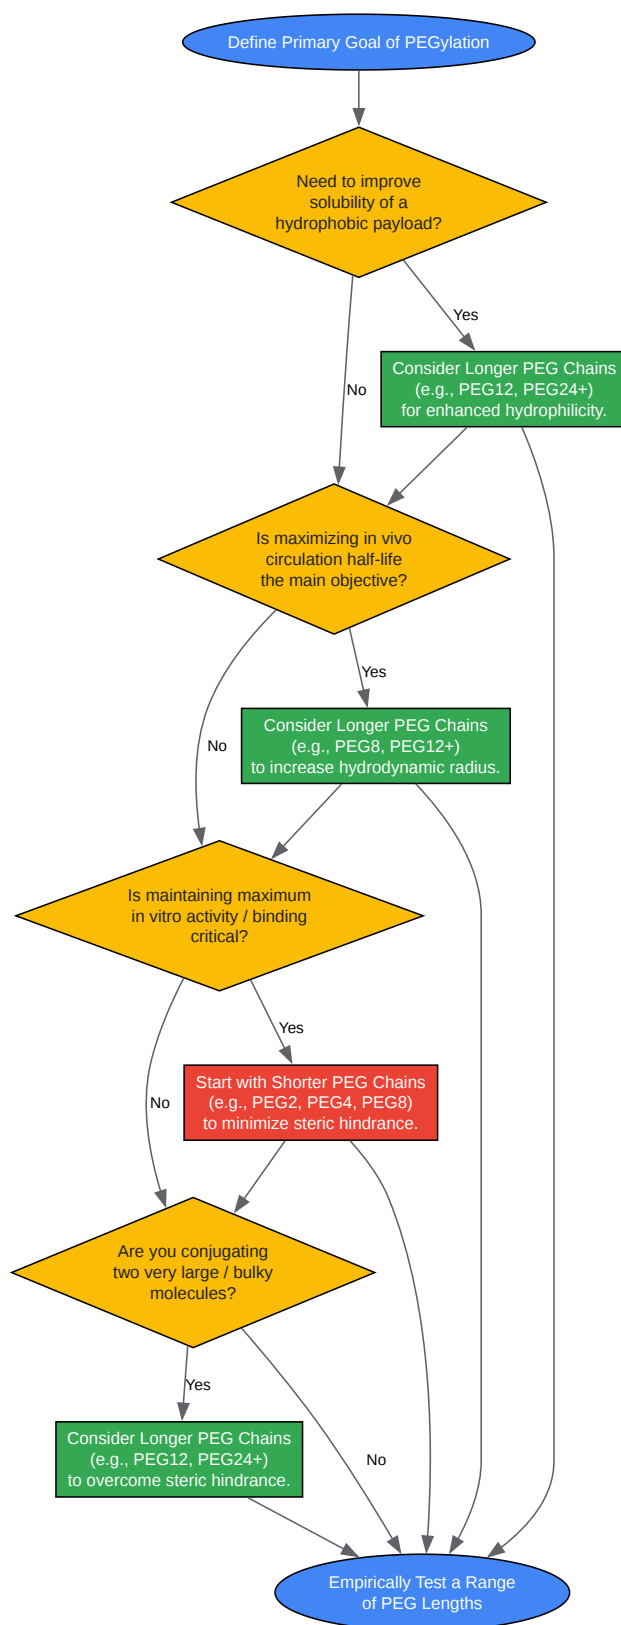 Define Primary Goal of PEGylation
Need to improve
solubility of a
hydrophobic payload?
Yes
Consider Longer PEG Chains
(e.g., PEG12, PEG24+)
for enhanced hydrophilicity.
No
Is maximizing in vivo
circulation half-life
the main objective?
Yes
Consider Longer PEG Chains
(e.g., PEG8, PEG12+)
to increase hydrodynamic radius.
No
Is maintaining maximum
in vitro activity / binding
critical?
Yes
Start with Shorter PEG Chains
(e.g., PEG2, PEG4, PEG8)
to minimize steric hindrance.
No
Are you conjugating
two very large / bulky
molecules?
Yes
Consider Longer PEG Chains
(e.g., PEG12, PEG24+)
to overcome steric hindrance.
No
Empirically Test a Range
of PEG Lengths